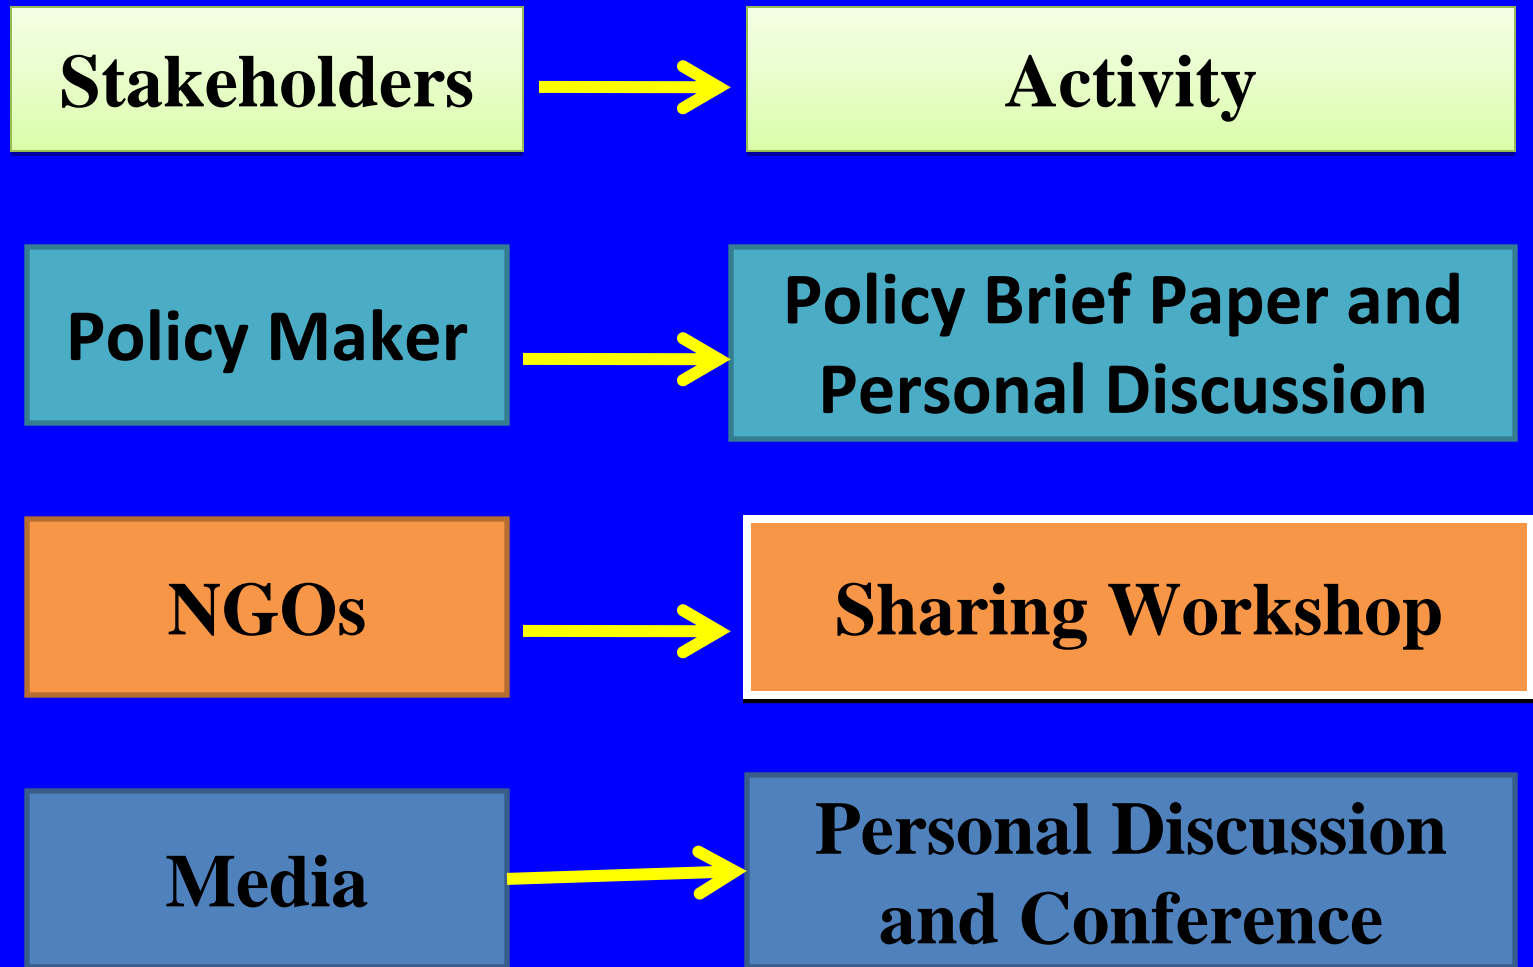 Stakeholders
Activity
Policy Maker
Policy Brief Paper and
Personal Discussion
NGOs
Sharing Workshop
Media
Personal Discussion
and Conference